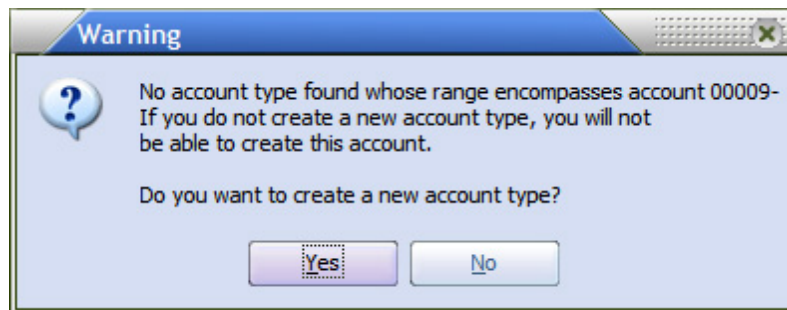 Warning
No account type found whose range encompasses account 00009-
If you do not create a new account type, you will not
be able to create this account.
Do you want to create a new account type?
Yes
No